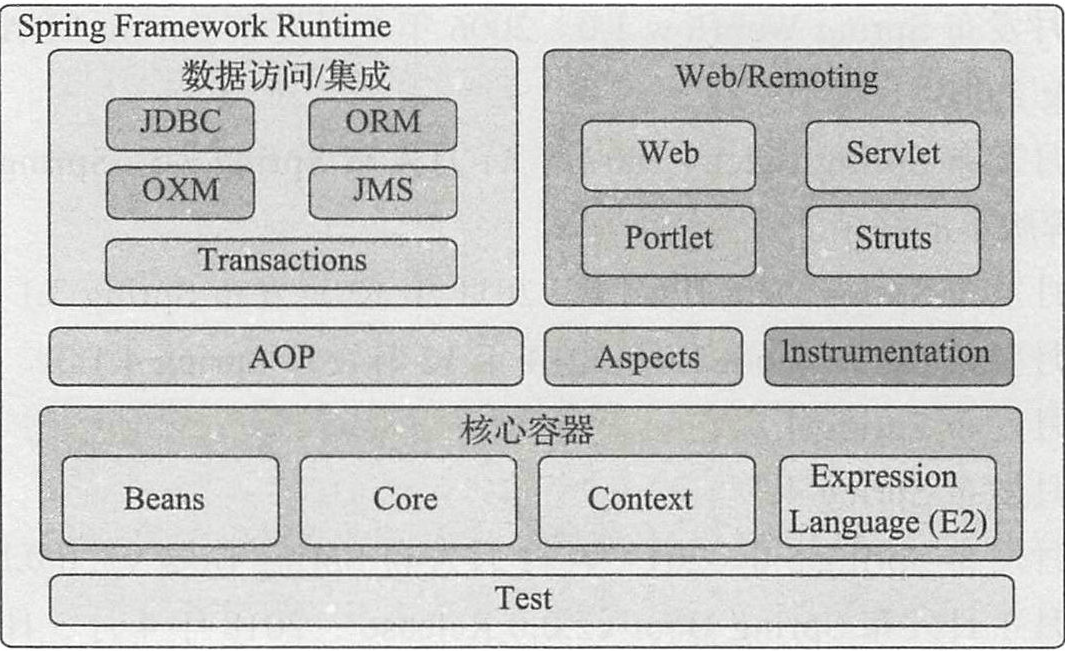 Spring Framework Runtime
数据访问/集成
JDBC
ORM
OXM
JMS
Transactions
Web/Remoting
Web
Servlet
Portlet
Struts
AOP
Aspects
Instrumentation
核心容器
Beans
Core
Context
Expression
Language (E2)
Test